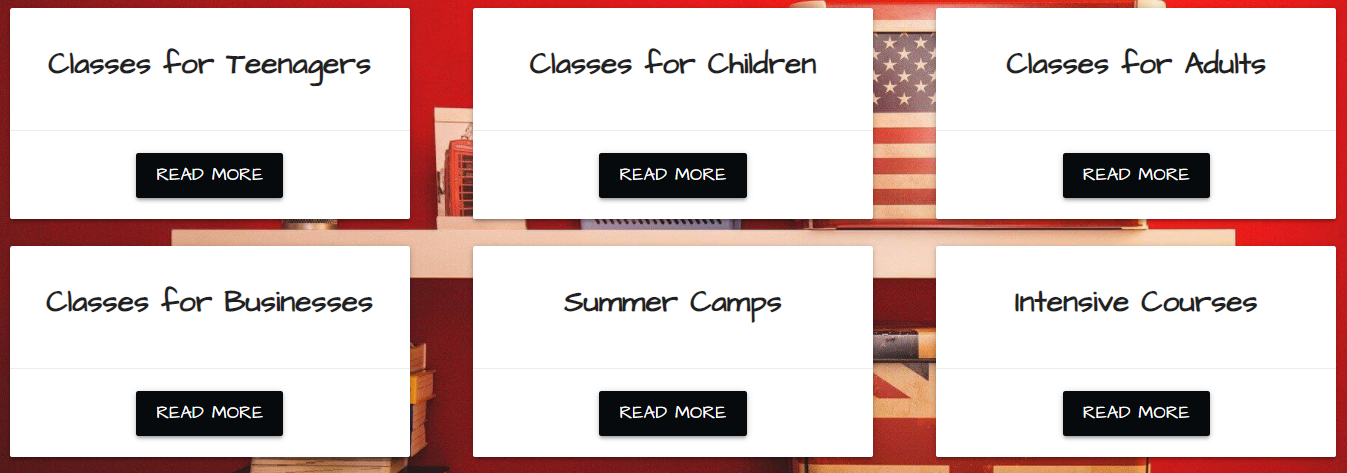 Classes for Teenagers
Classes for Children
Classes for Adults
READ MORE
READ MORE
READ MORE
Classes for Businesses
Summer Camps
Intensive Courses
READ MORE
READ MORE
READ MORE